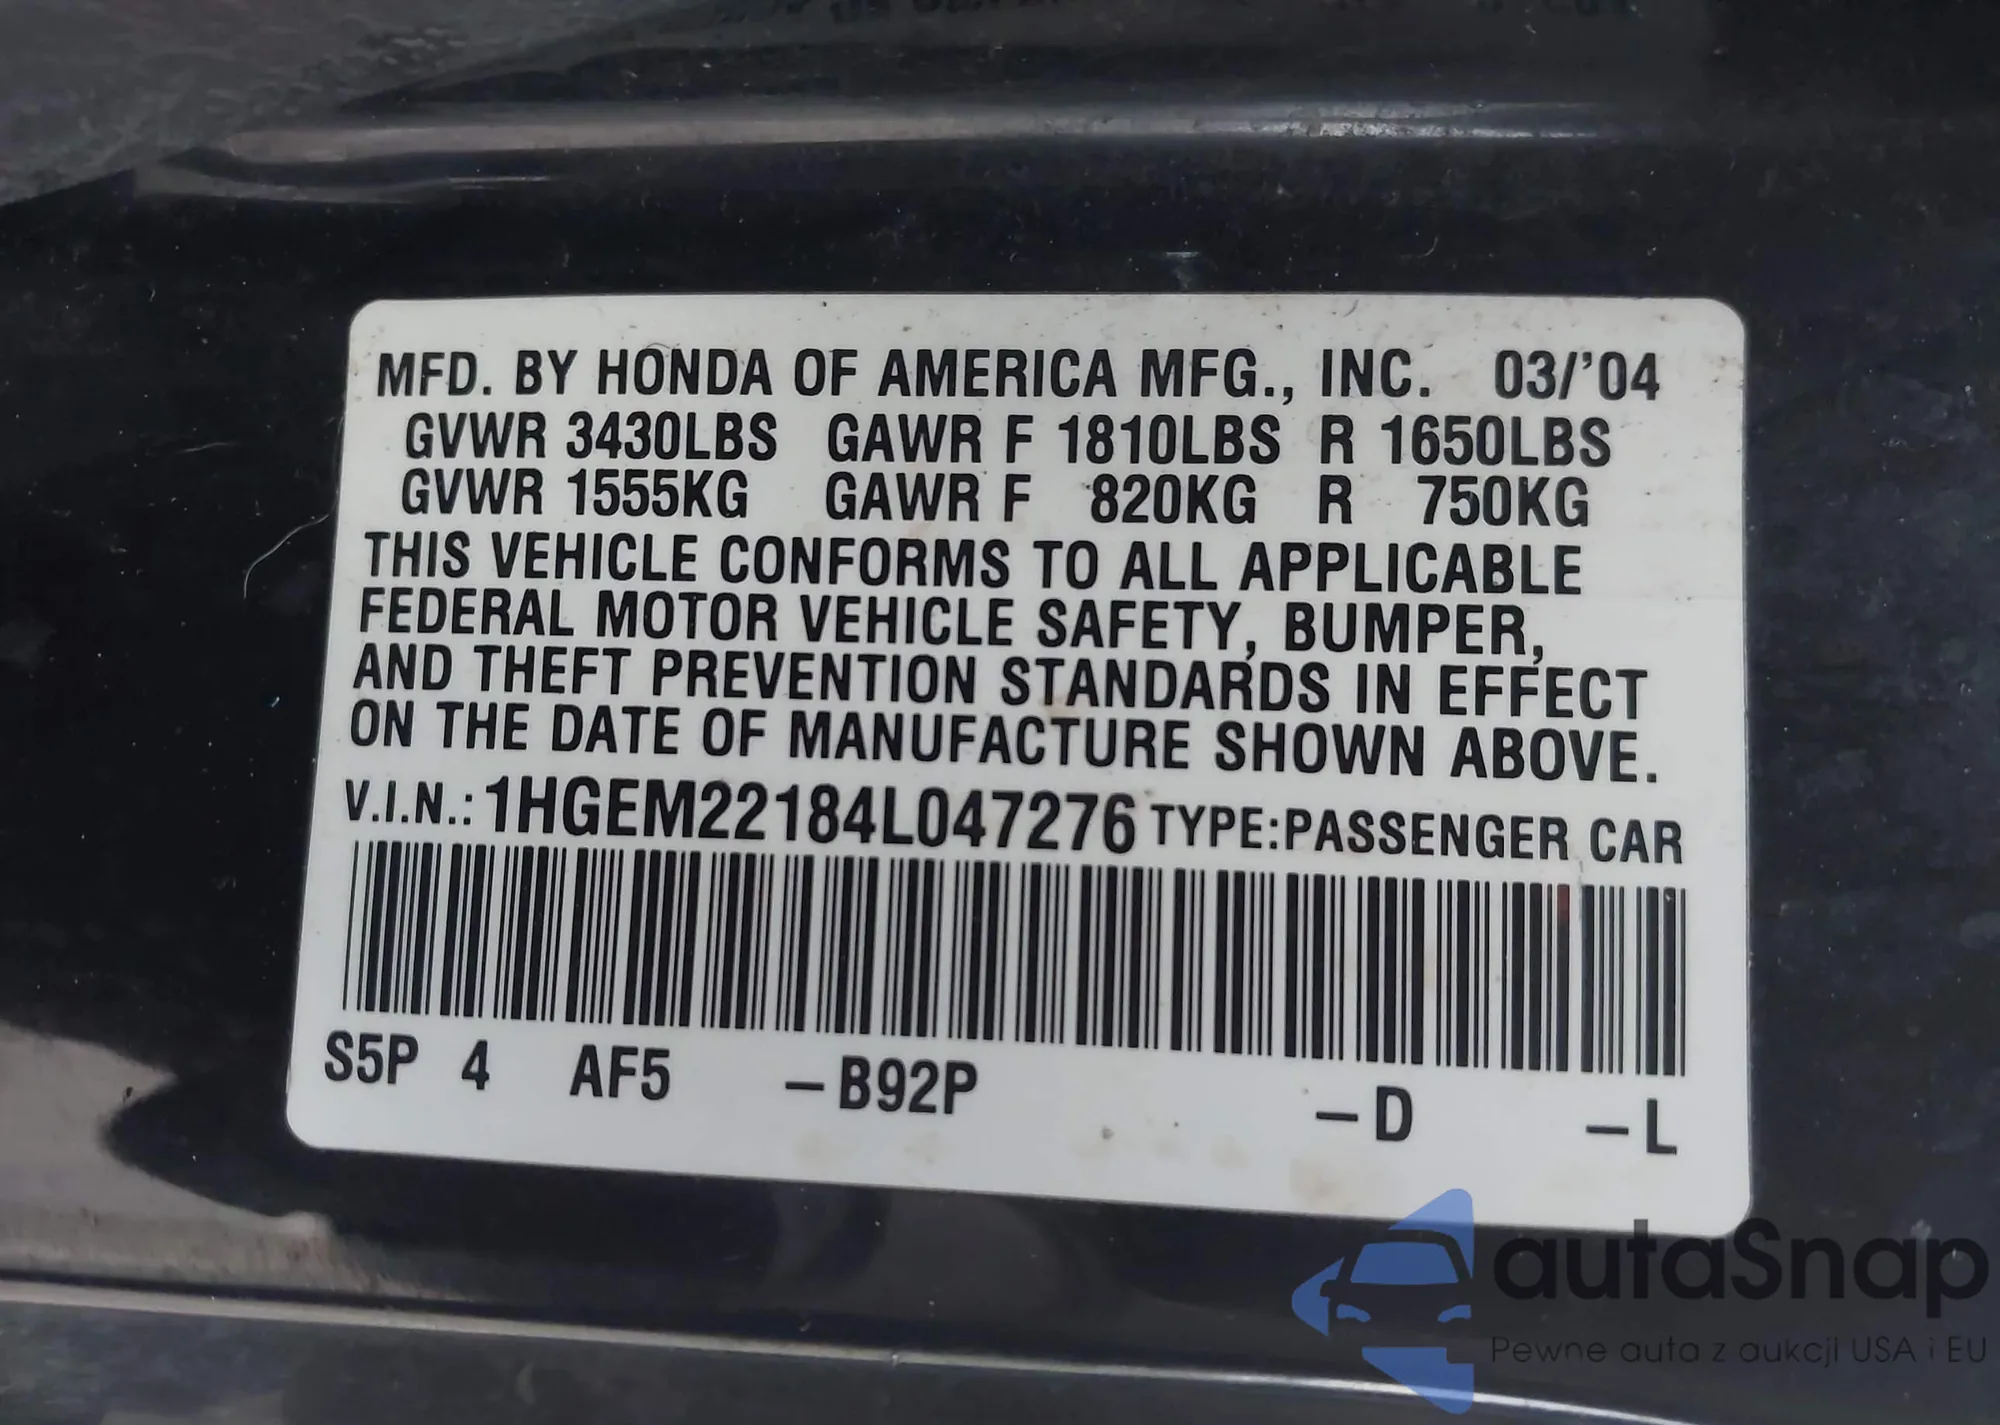 MFD. BY HONDA OF AMERICA MFG., INC. 03/'04
GVWR 3430LBS GAWR F 1810LBS R 1650LBS
GVWR 1555KG GAWR F 820KG R 750KG
THIS VEHICLE CONFORMS TO ALL APPLICABLE
FEDERAL MOTOR VEHICLE SAFETY, BUMPER,
AND THEFT PREVENTION STANDARDS IN EFFECT
ON THE DATE OF MANUFACTURE SHOWN ABOVE.
V.I.N.: 1HGEM22184L047276 TYPE:PASSENGER CAR
S5P 4 AF5 –B92P –D –L
autaSnap
Pewne auta z aukcji USA i EU